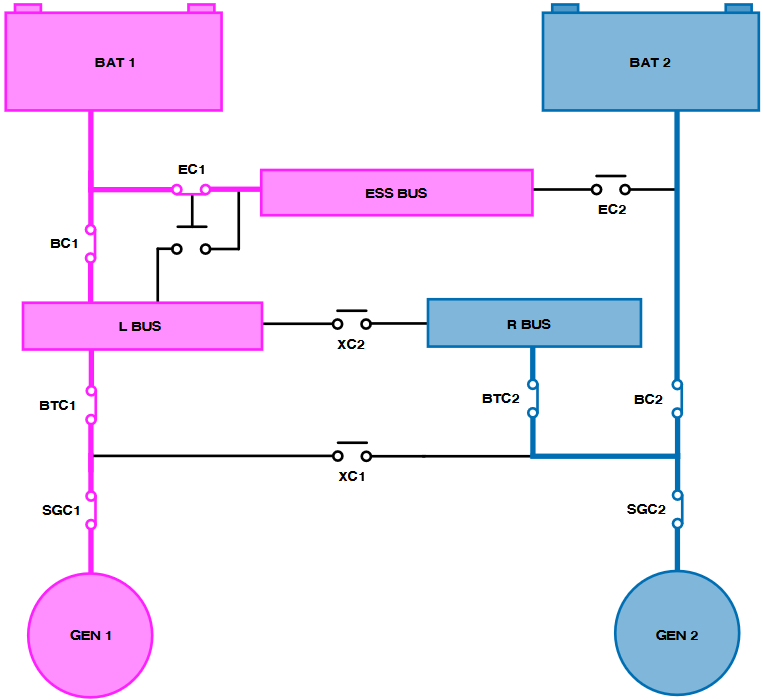 BAT 1
BAT 2
EC1
ESS BUS
EC2
BC1
L BUS
XC2
R BUS
BTC1
BTC2
BC2
XC1
SGC1
SGC2
GEN 1
GEN 2